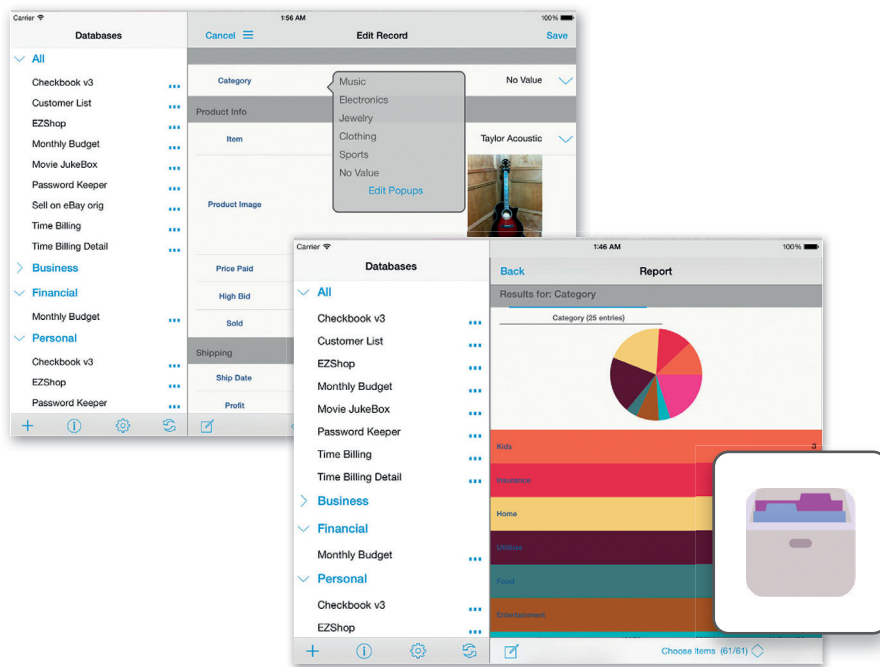 Carrier
1:56 AM
100%
Databases
Cancel
Edit Record
Save
All
Checkbook v3
Customer List
EZShop
Monthly Budget
Movie JukeBox
Password Keeper
Sell on eBay orig
Time Billing
Time Billing Detail
Business
Financial
Monthly Budget
Personal
Checkbook v3
EZShop
Password Keeper
Category
No Value
Music
Electronics
Jewelry
Clothing
Sports
No Value
Edit Popups
Product Info
Item
Taylor Acoustic
Product Image
Price Paid
High Bid
Sold
Shipping
Ship Date
Profit
Carrier
1:46 AM
100%
Databases
Back
Report
All
Checkbook v3
Customer List
EZShop
Monthly Budget
Movie JukeBox
Password Keeper
Time Billing
Time Billing Detail
Business
Financial
Monthly Budget
Personal
Checkbook v3
EZShop
Results for: Category
Category (25 entries)
Kids
3
Insurance
Home
Utilities
Food
Entertainment
Choose Items (61/61)